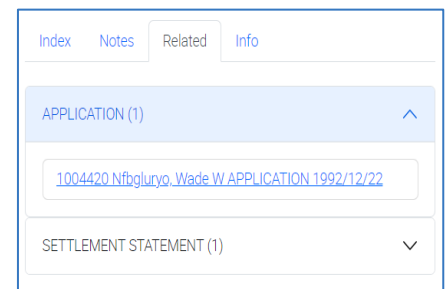 Index Notes Related Info
APPLICATION (1)
1004420 Nfbgluryo, Wade W APPLICATION 1992/12/22
SETTLEMENT STATEMENT (1)